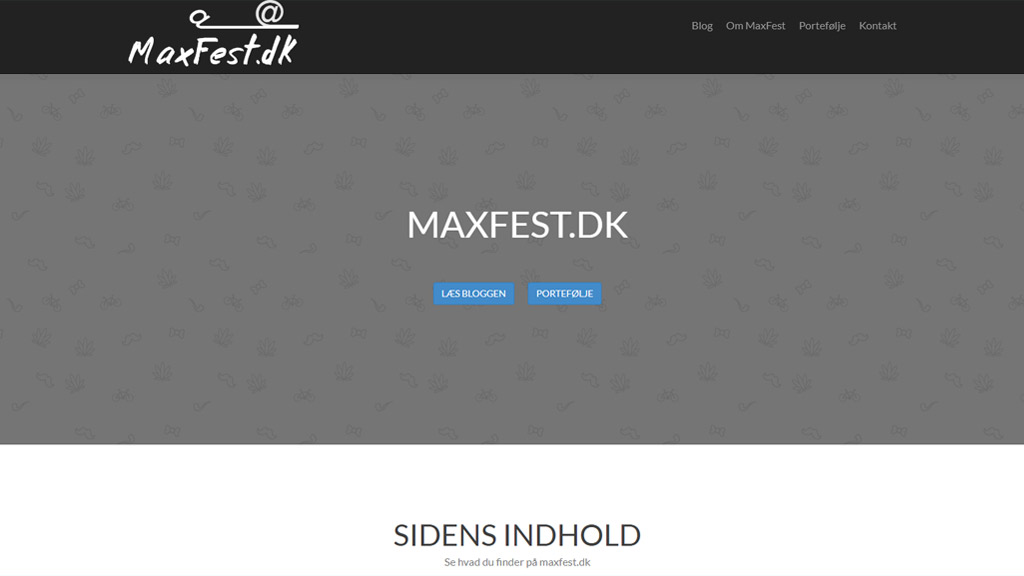 MaxFest.dk
Blog Om MaxFest Portefølje Kontakt
MAXFEST.DK
LÆS BLOGGEN PORTEFØLJE
SIDENS INDHOLD
Se hvad du finder på maxfest.dk